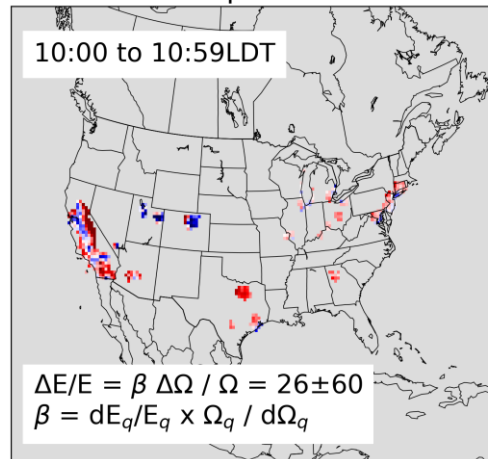 10:00 to 10:59LDT
ΔE/E = β ΔΩ / Ω = 26±60
β = dE_q/E_q x Ω_q / dΩ_q